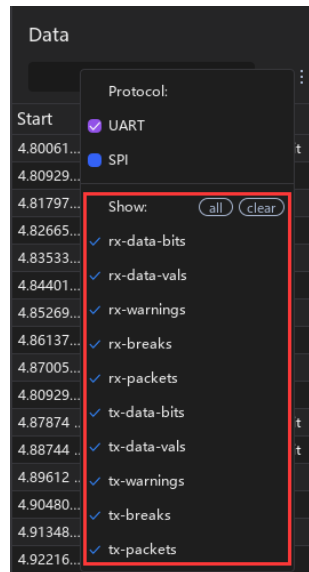 Data
Protocol:
Start
UART
4.80061...
SPI
4.80929...
4.81797...
Show: all clear
4.82665...
rx-data-bits
4.83533...
rx-data-vals
4.84401...
4.85269...
rx-warnings
4.86137...
rx-breaks
4.87005...
rx-packets
4.80929...
tx-data-bits
4.87874 ...
4.88744 ...
tx-data-vals
4.89612 ...
tx-warnings
4.90480...
tx-breaks
4.91348...
tx-packets
4.92216...